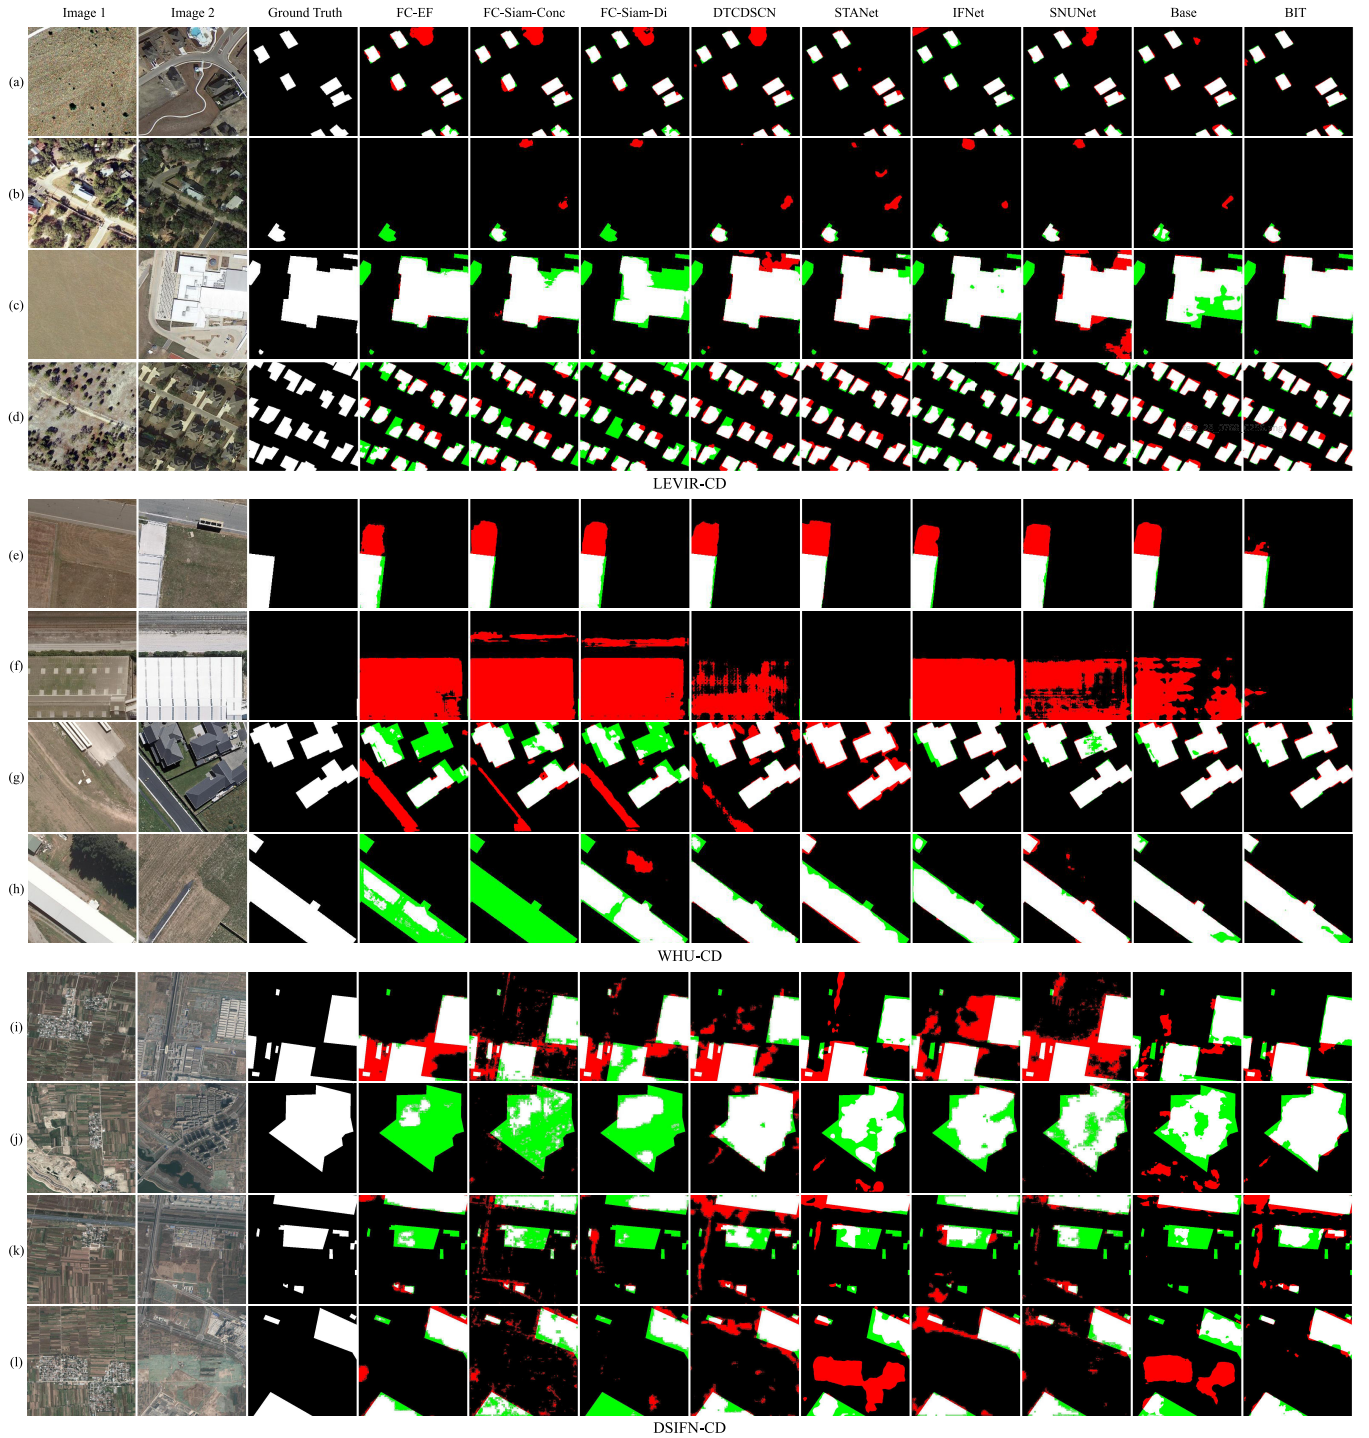 Image 1 Image 2 Ground Truth FC-EF FC-Siam-Conc FC-Siam-Di DTCDSCN STANet IFNet SNUNet Base BIT
(a)
(b)
(c)
(d)
LEVIR-CD
(e)
(f)
(g)
(h)
WHU-CD
(i)
(j)
(k)
(l)
DSIFN-CD